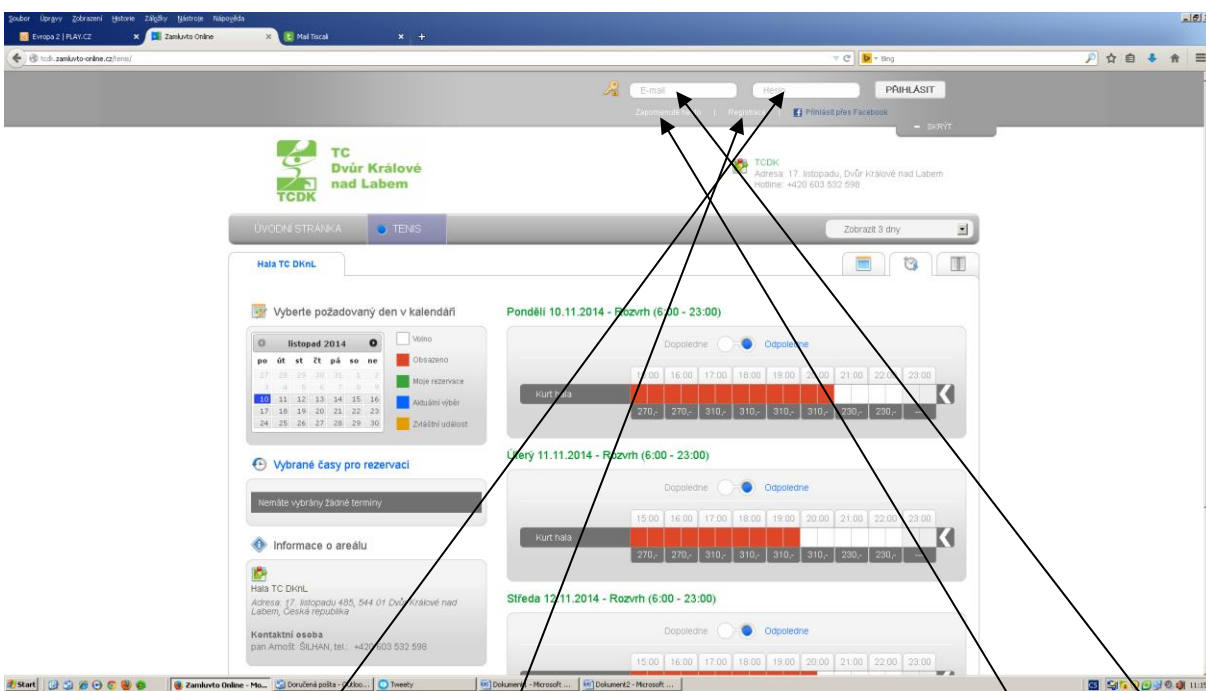 Soubor Úpravy Zobrazení Historie Záložky Nástroje Nápověda
Evropa 2 | PLAY.CZ × Zamluvto Online × Mail Tiscali × +
tcdk.zamluvto-online.cz/tenis/ Bing
E-mail Heslo PŘIHLÁSIT
Zapomenuté heslo | Registrace | Přihlásit přes Facebook
SKRÝT
TC
Dvůr Králové
nad Labem
TCDK
TCDK
Adresa: 17. listopadu, Dvůr Králové nad Labem
Hotline: +420 603 532 598
ÚVODNÍ STRÁNKA TENIS Zobrazit 3 dny
Hala TC DKnL
Vyberte požadovaný den v kalendáři
listopad 2014
po út st čt pá so ne
27 28 29 30 31 1 2
3 4 5 6 7 8 9
10 11 12 13 14 15 16
17 18 19 20 21 22 23
24 25 26 27 28 29 30
Volno
Obsazeno
Moje rezervace
Aktuální výběr
Zvláštní událost
Vybrané časy pro rezervaci
Nemáte vybrány žádné termíny
Informace o areálu
Hala TC DKnL
Adresa: 17. listopadu 485, 544 01 Dvůr Králové nad
Labem, Česká republika
Kontaktní osoba
pan Arnošt ŠILHAN, tel.: +420 603 532 598
Pondělí 10.11.2014 - Rozvrh (6:00 - 23:00)
Dopoledne Odpoledne
15:00 16:00 17:00 18:00 19:00 20:00 21:00 22:00 23:00
Kurt hala
270,- 270,- 310,- 310,- 310,- 310,- 230,- 230,- ---
Úterý 11.11.2014 - Rozvrh (6:00 - 23:00)
Dopoledne Odpoledne
15:00 16:00 17:00 18:00 19:00 20:00 21:00 22:00 23:00
Kurt hala
270,- 270,- 310,- 310,- 310,- 310,- 230,- 230,- ---
Středa 12.11.2014 - Rozvrh (6:00 - 23:00)
Dopoledne Odpoledne
15:00 16:00 17:00 18:00 19:00 20:00 21:00 22:00 23:00
Start Zamluvto Online - Mo... Doručená pošta - Outloo... Tweety Dokument1 - Microsoft ... Dokument2 - Microsoft ... CS